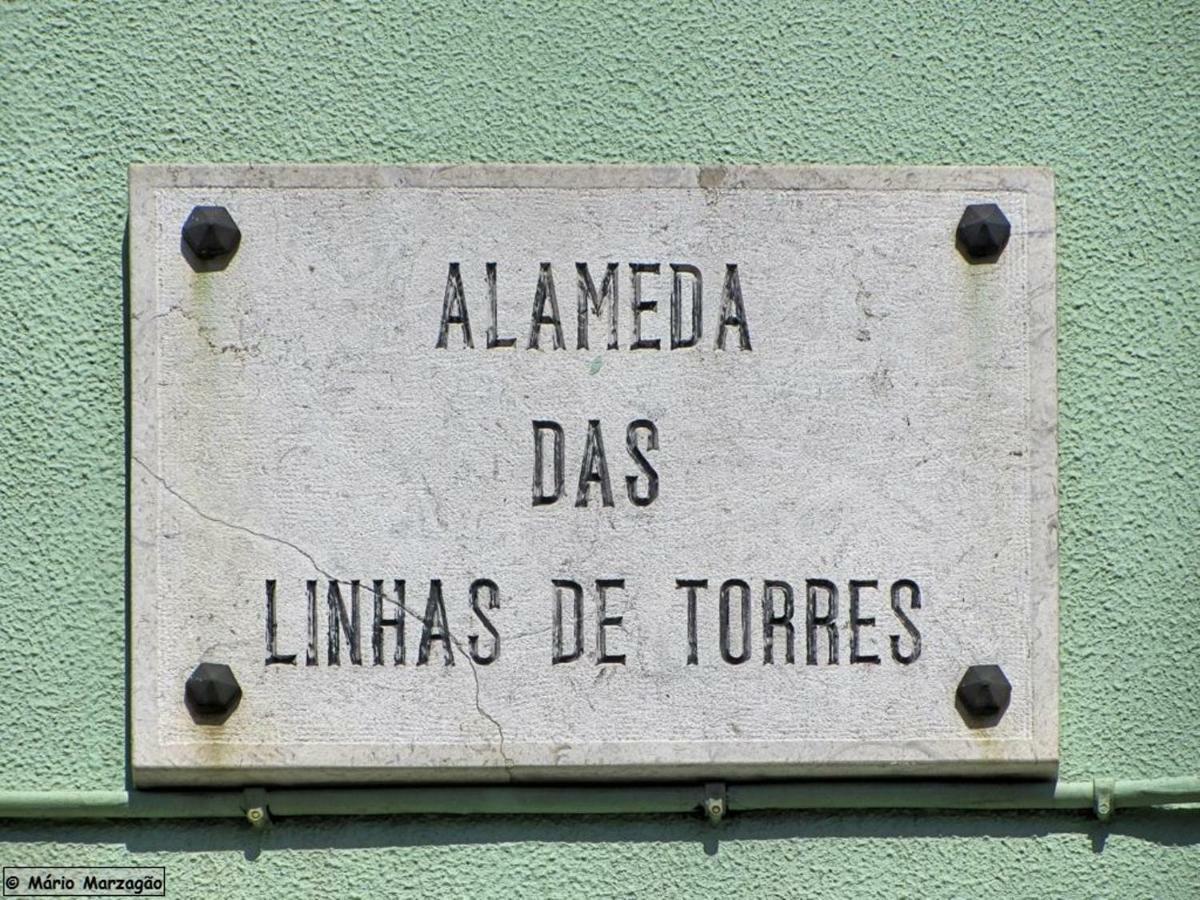 ALAMEDA
DAS
LINHAS DE TORRES
© Mário Marzagão